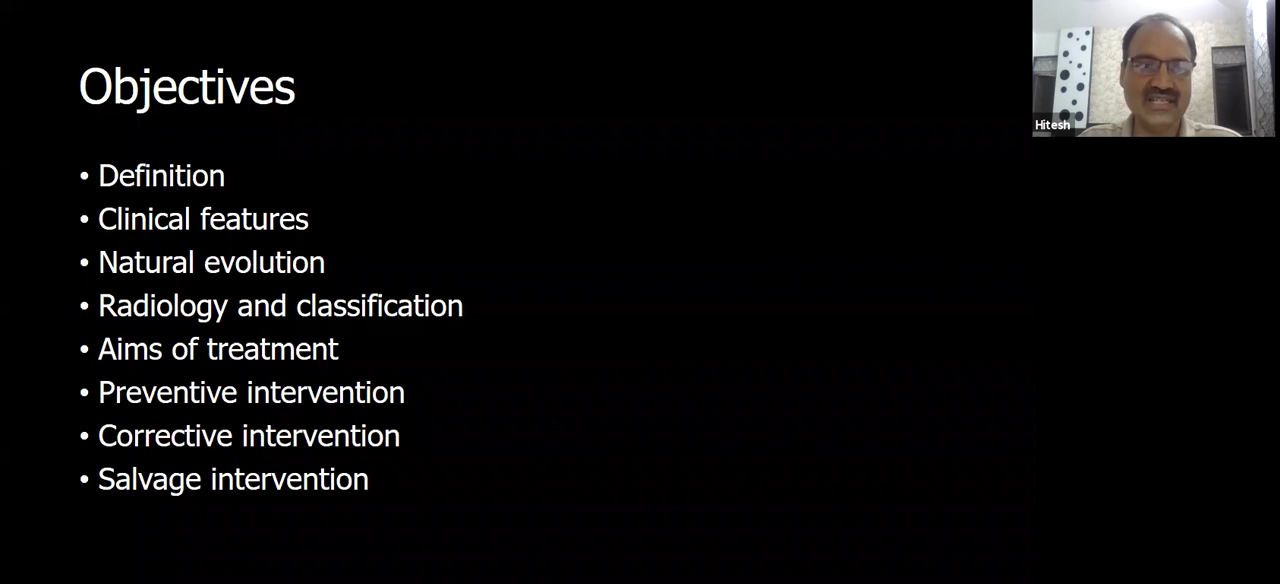 Objectives
• Definition
• Clinical features
• Natural evolution
• Radiology and classification
• Aims of treatment
• Preventive intervention
• Corrective intervention
• Salvage intervention
Hitesh